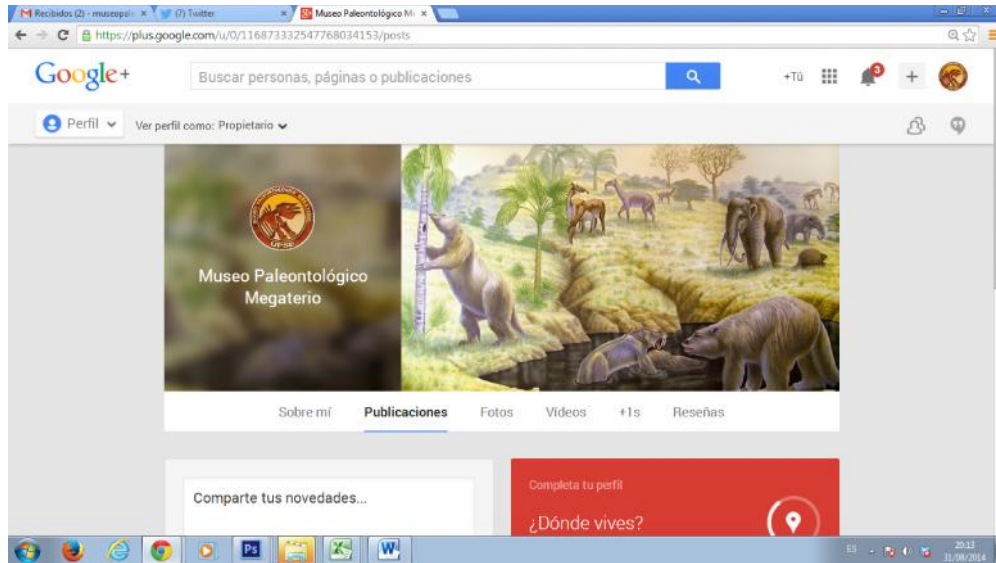 Recibidos (2) - museopale
(7) Twitter
Museo Paleontológico M
https://plus.google.com/u/0/116873332547768034153/posts
Google+
Buscar personas, páginas o publicaciones
+Tú
3
+
Perfil
Ver perfil como: Propietario
Museo Paleontológico
Megaterio
Sobre mí
Publicaciones
Fotos
Vídeos
+1s
Reseñas
Comparte tus novedades...
Completa tu perfil
¿Dónde vives?
Ps
W
ES
20:13
31/08/2014